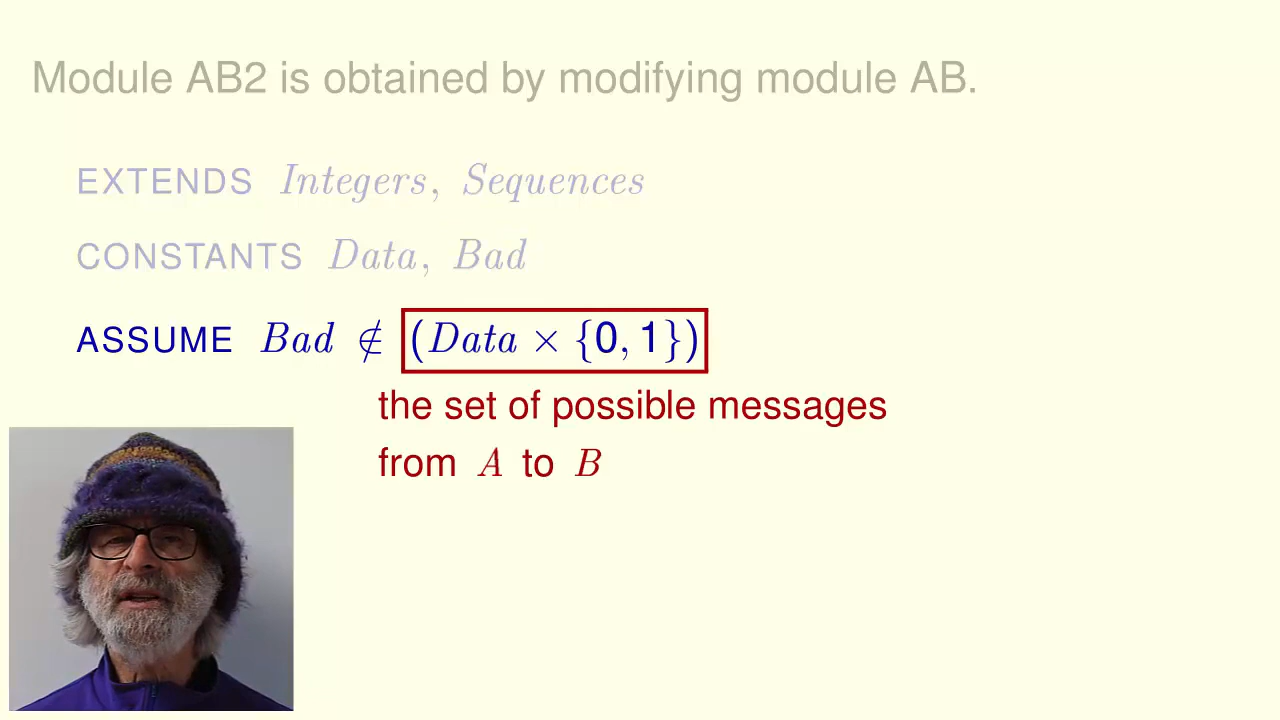 Module AB2 is obtained by modifying module AB.
EXTENDS Integers, Sequences
CONSTANTS Data, Bad
ASSUME Bad ∉ (Data × {0, 1})
the set of possible messages
from A to B